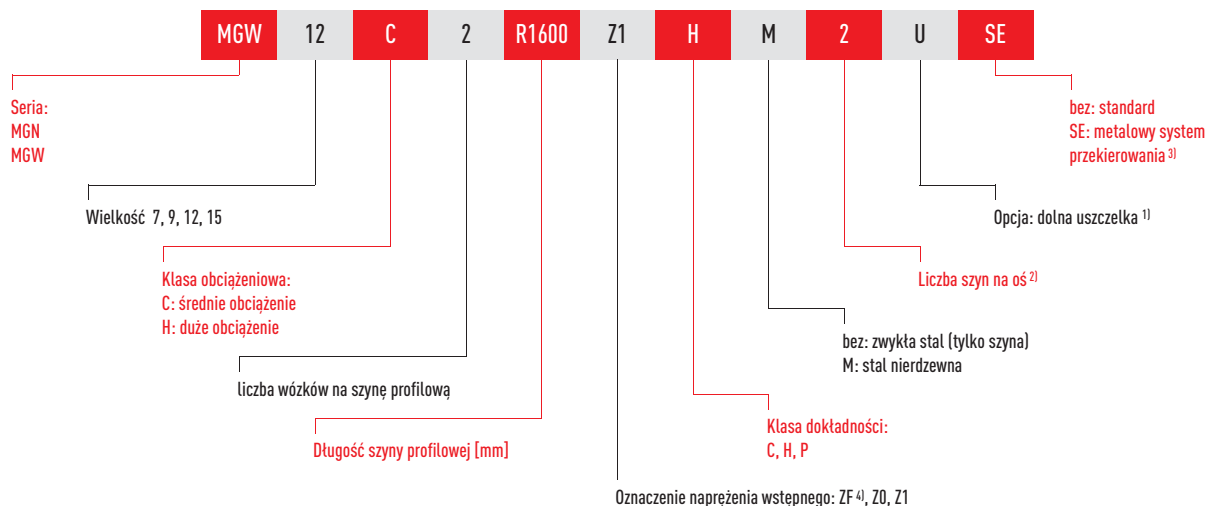 MGW 12 C 2 R1600 Z1 H M 2 U SE
Seria:
MGN
MGW
bez: standard
SE: metalowy system
przekierowania 3)
Wielkość 7, 9, 12, 15
Opcja: dolna uszczelka 1)
Klasa obciążeniowa:
C: średnie obciążenie
H: duże obciążenie
Liczba szyn na oś 2)
bez: zwykła stal (tylko szyna)
M: stal nierdzewna
liczba wózków na szynę profilową
Klasa dokładności:
C, H, P
Długość szyny profilowej [mm]
Oznaczenie naprężenia wstępnego: ZF 4), Z0, Z1